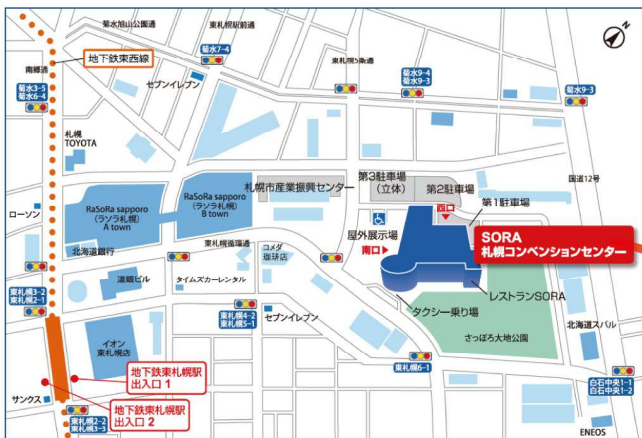 菊水旭山公園通
東札幌駅前通
地下鉄東西線
菊水7-4
東札幌5条通
菊水9-4
菊水9-3
菊水9-3
南郷通
菊水3-5
菊水6-4
セブンイレブン
札幌
TOYOTA
国道12号
第3駐車場
（立体）
第2駐車場
札幌市産業振興センター
第1駐車場
RaSoRa sapporo
（ラソラ札幌）
A town
RaSoRa sapporo
（ラソラ札幌）
B town
西口
ローソン
屋外展示場
南口
SORA
札幌コンベンションセンター
北海道銀行
東札幌循環通
コメダ
珈琲店
道銀ビル
タイムズカーレンタル
レストランSORA
東札幌3-2
東札幌2-1
タクシー乗り場
東札幌4-2
東札幌5-1
セブンイレブン
北海道スバル
イオン
東札幌店
さっぽろ大地公園
東札幌6-1
地下鉄東札幌駅
出入口 1
白石中央1-1
白石中央1-2
サンクス
地下鉄東札幌駅
出入口 2
東札幌2-2
東札幌3-3
ENEOS